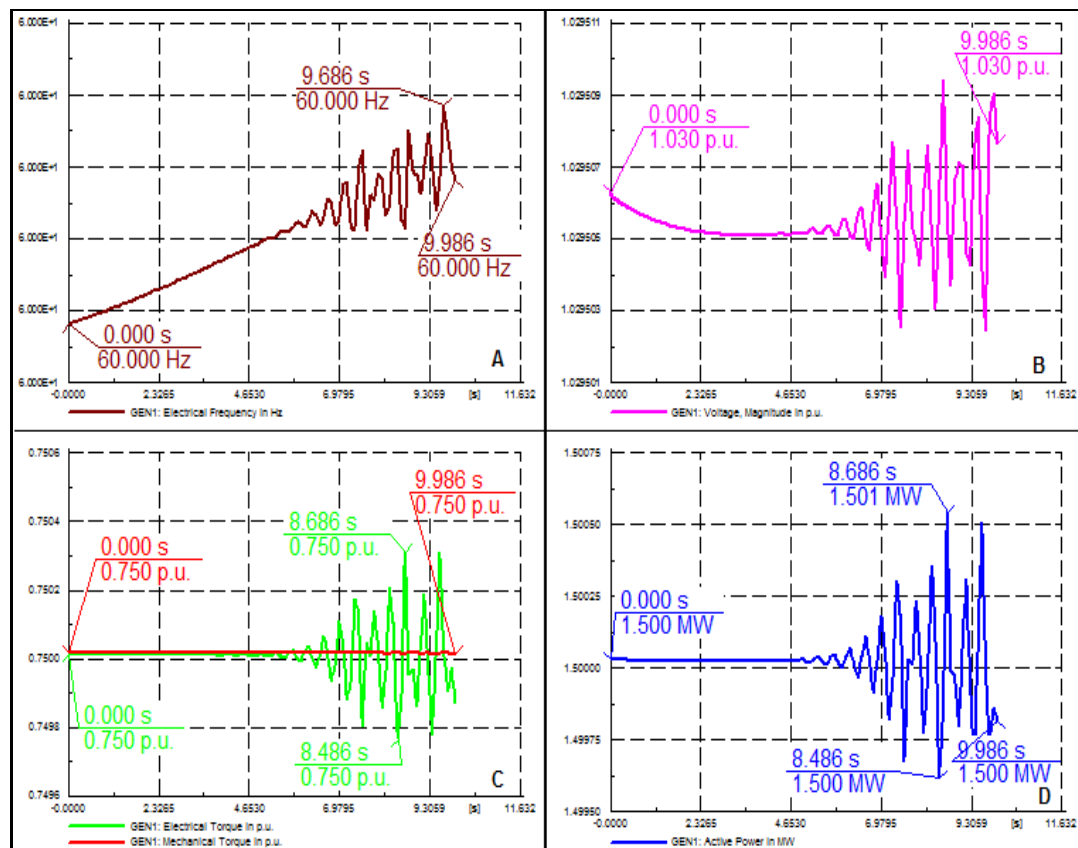 6.000E+1
9.686 s
60.000 Hz
6.000E+1
6.000E+1
6.000E+1
9.986 s
60.000 Hz
6.000E+1
0.000 s
60.000 Hz
A
6.000E+1
-0.0000 2.3265 4.6530 6.9795 9.3059 [s] 11.632
GEN1: Electrical Frequency in Hz
1.029511
9.986 s
1.030 p.u.
1.029509
0.000 s
1.030 p.u.
1.029507
1.029505
1.029503
B
1.029501
-0.0000 2.3265 4.6530 6.9795 9.3059 [s] 11.632
GEN1: Voltage, Magnitude in p.u.
0.7506
9.986 s
0.750 p.u.
0.7504
8.686 s
0.750 p.u.
0.000 s
0.750 p.u.
0.7502
0.7500
0.000 s
0.750 p.u.
0.7498
8.486 s
0.750 p.u.
C
0.7496
-0.0000 2.3265 4.6530 6.9795 9.3059 [s] 11.632
GEN1: Electrical Torque in p.u.
GEN1: Mechanical Torque in p.u.
1.50075
8.686 s
1.501 MW
1.50050
0.000 s
1.500 MW
1.50025
1.50000
1.49975
8.486 s
1.500 MW
9.986 s
1.500 MW
D
1.49950
-0.0000 2.3265 4.6530 6.9795 9.3059 [s] 11.632
GEN1: Active Power in MW